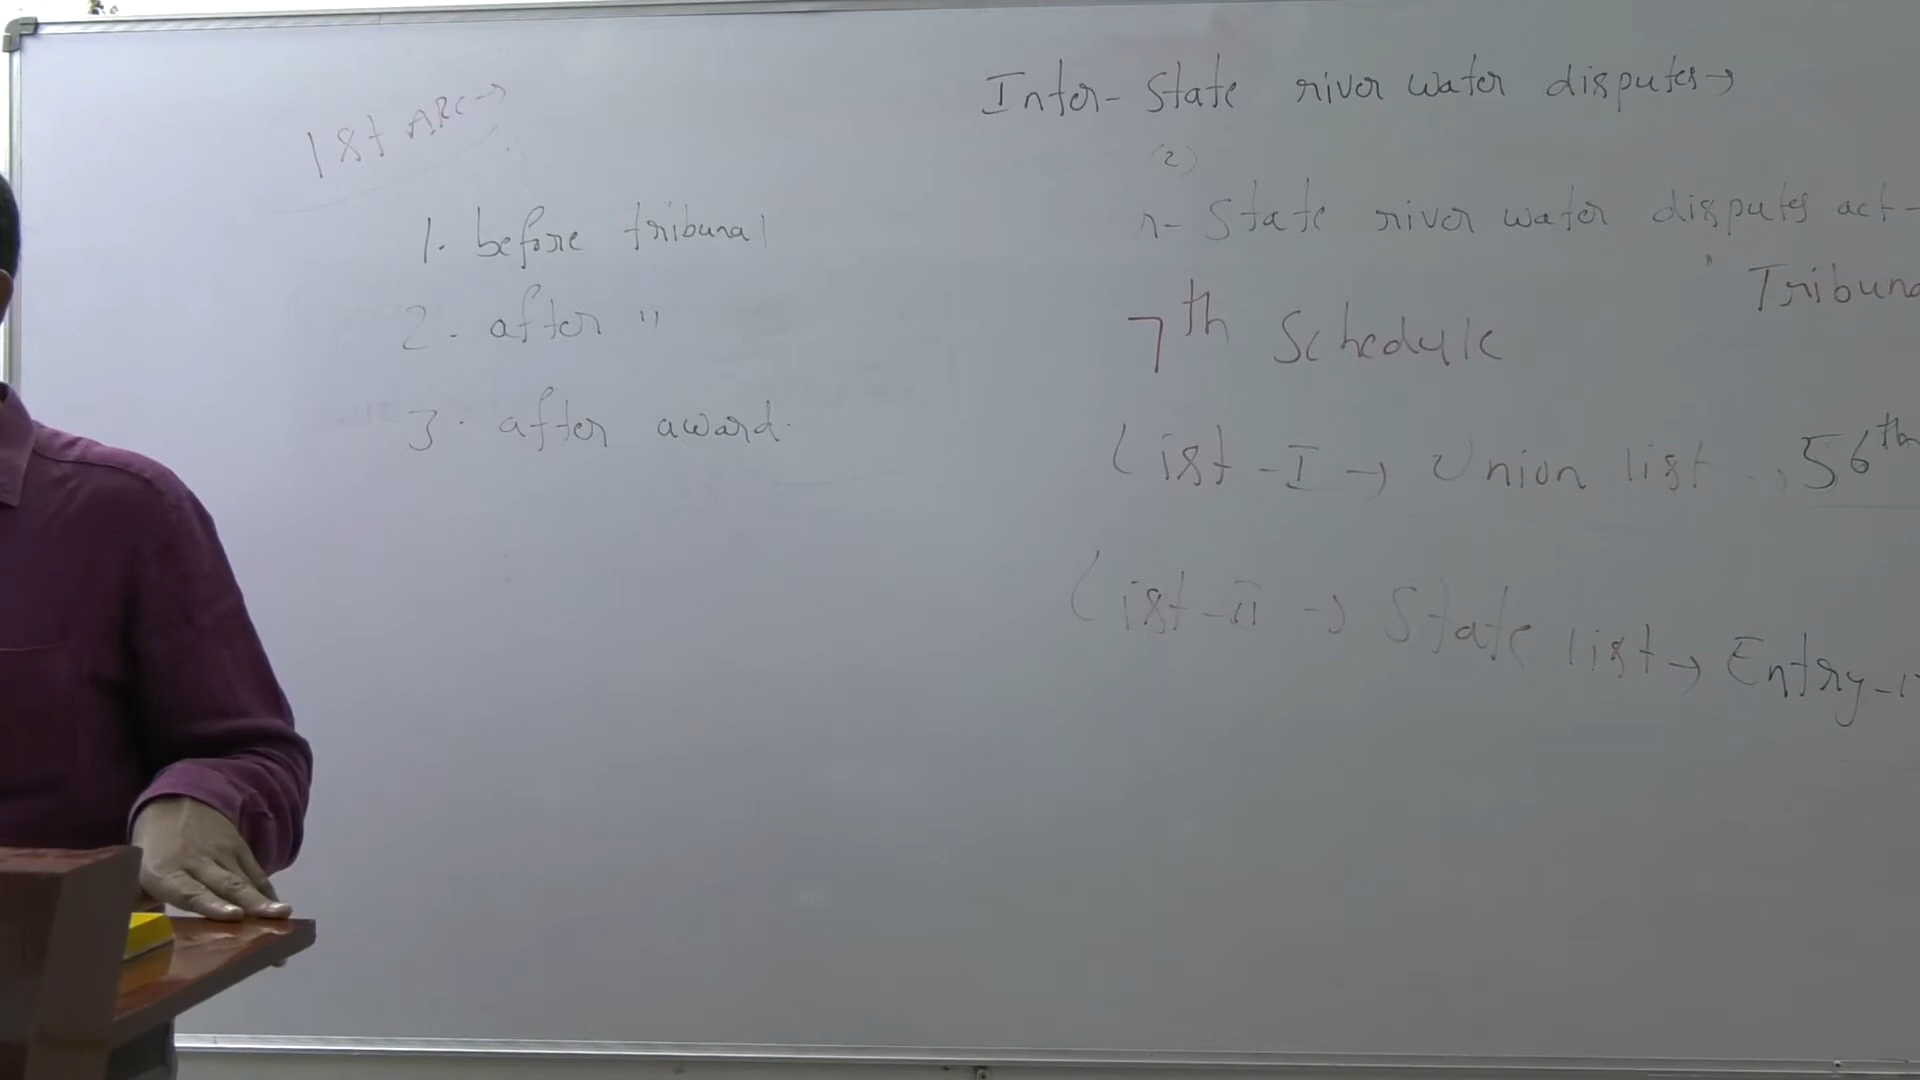 1st ARC→
1. before tribunal
2. after "
3. after award.
Inter-State river water disputes→
(2)
r-State river water disputes act-
Tribuna
7th Schedule
List-I → Union list → 56th
List-II → State list → Entry-1